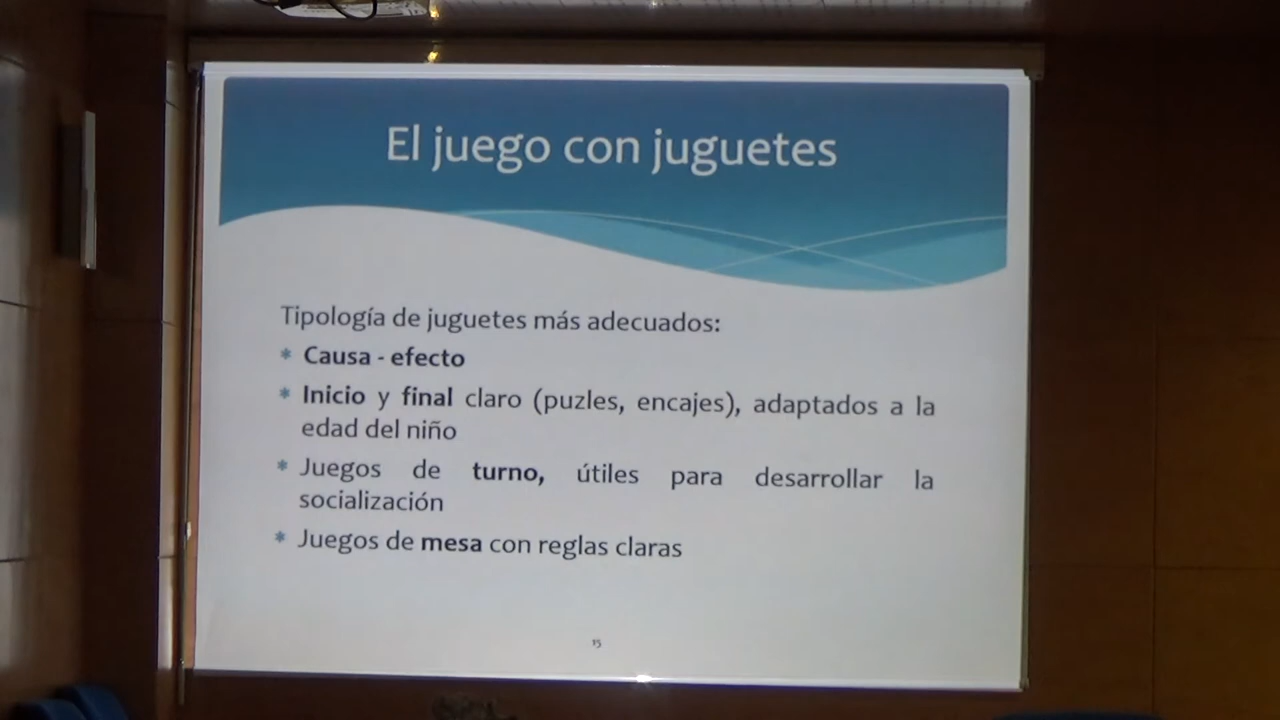 El juego con juguetes
Tipología de juguetes más adecuados:
* Causa - efecto
* Inicio y final claro (puzles, encajes), adaptados a la
edad del niño
* Juegos de turno, útiles para desarrollar la
socialización
* Juegos de mesa con reglas claras
15